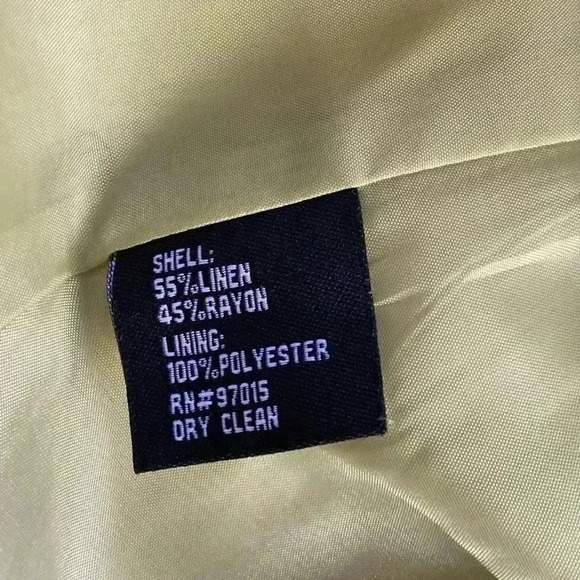 SHELL:
55%LINEN
45%RAYON
LINING:
100%POLYESTER
RN#97015
DRY CLEAN